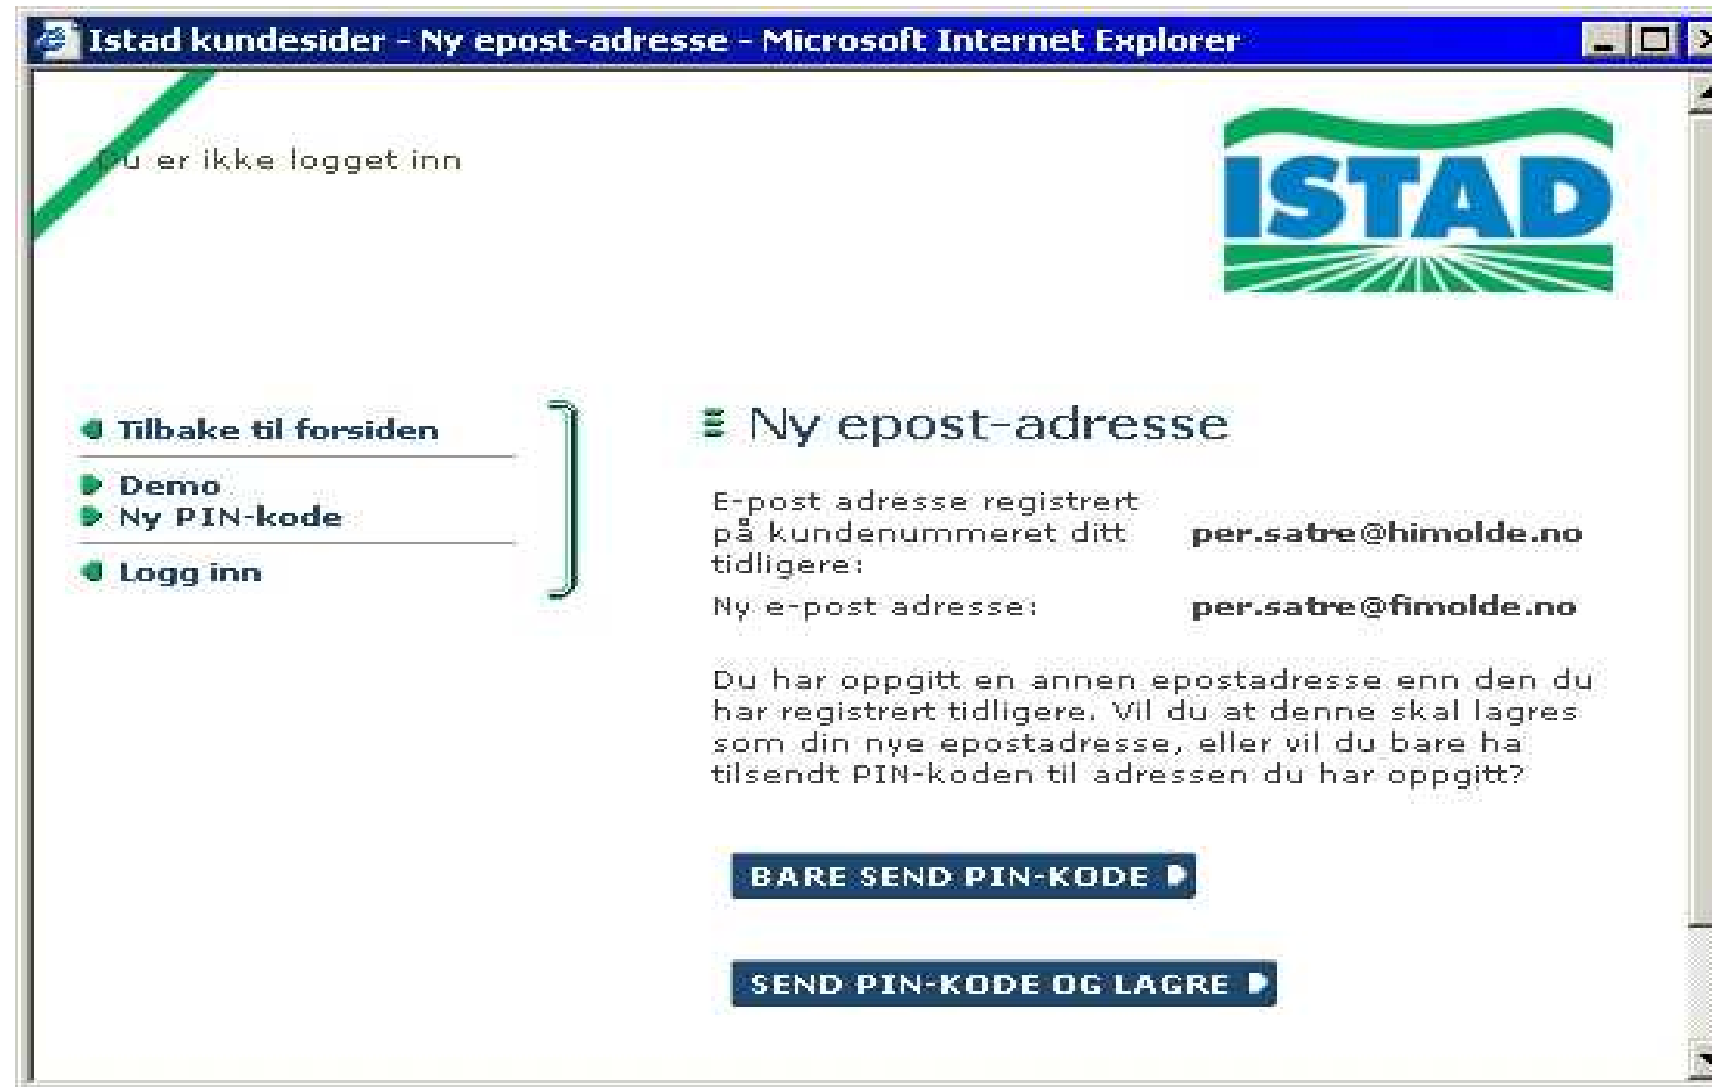 Istad kundesider - Ny epost-adresse - Microsoft Internet Explorer
Du er ikke logget inn
ISTAD
Tilbake til forsiden
Demo
Ny PIN-kode
Logg inn
Ny epost-adresse
E-post adresse registrert
på kundenummeret ditt
tidligere:
per.satre@himolde.no
Ny e-post adresse:
per.satre@fimolde.no
Du har oppgitt en annen epostadresse enn den du
har registrert tidligere. Vil du at denne skal lagres
som din nye epostadresse, eller vil du bare ha
tilsendt PIN-koden til adressen du har oppgitt?
BARE SEND PIN-KODE
SEND PIN-KODE OG LAGRE